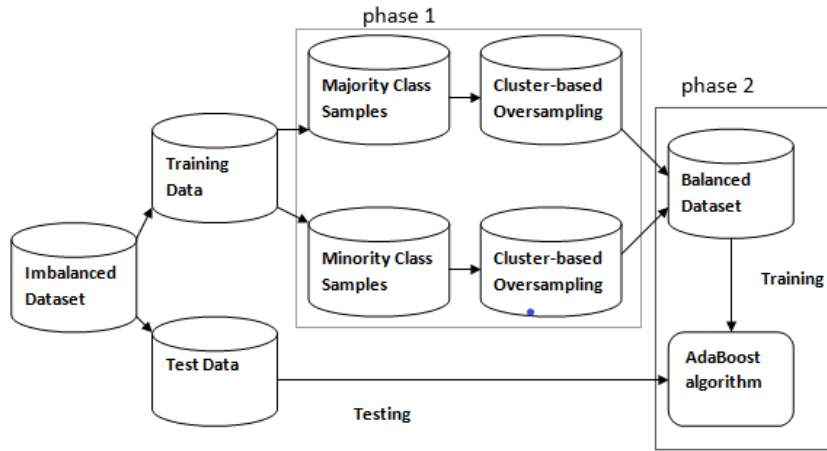 phase 1
Majority Class
Samples
Cluster-based
Oversampling
phase 2
Training
Data
Balanced
Dataset
Imbalanced
Dataset
Minority Class
Samples
Cluster-based
Oversampling
Training
Test Data
AdaBoost
algorithm
Testing